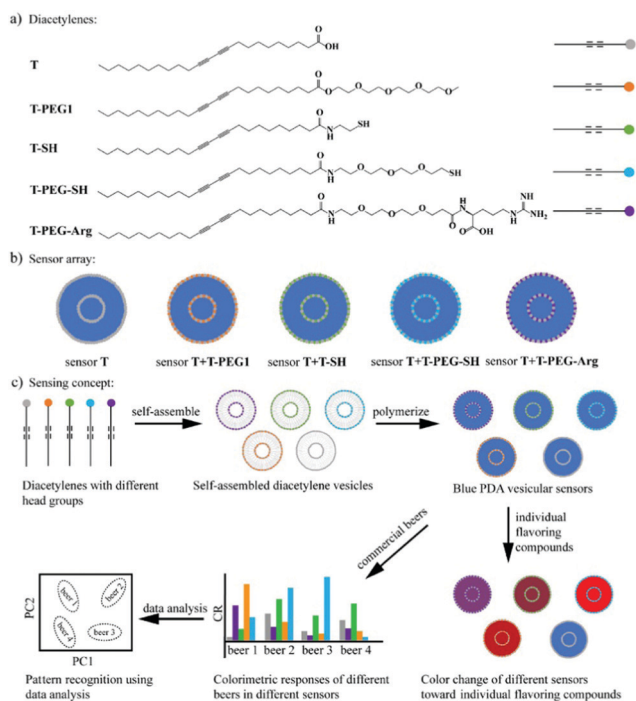 a) Diacetylenes:
O
OH
T
O
O
O
O
O
O
T-PEG1
O
SH
N
H
T-SH
O
N
H
O
O
O
SH
T-PEG-SH
O
N
H
O
O
O
O
H
N
O
OH
H
N
NH
NH2
T-PEG-Arg
b) Sensor array:
sensor T
sensor T+T-PEG1
sensor T+T-SH
sensor T+T-PEG-SH
sensor T+T-PEG-Arg
c) Sensing concept:
self-assemble
polymerize
Diacetylenes with different
head groups
Self-assembled diacetylene vesicles
Blue PDA vesicular sensors
commercial beers
individual
flavoring
compounds
PC2
beer 1
beer 2
beer 3
beer 4
PC1
data analysis
CR
beer 1 beer 2 beer 3 beer 4
Pattern recognition using
data analysis
Colorimetric responses of different
beers in different sensors
Color change of different sensors
toward individual flavoring compounds